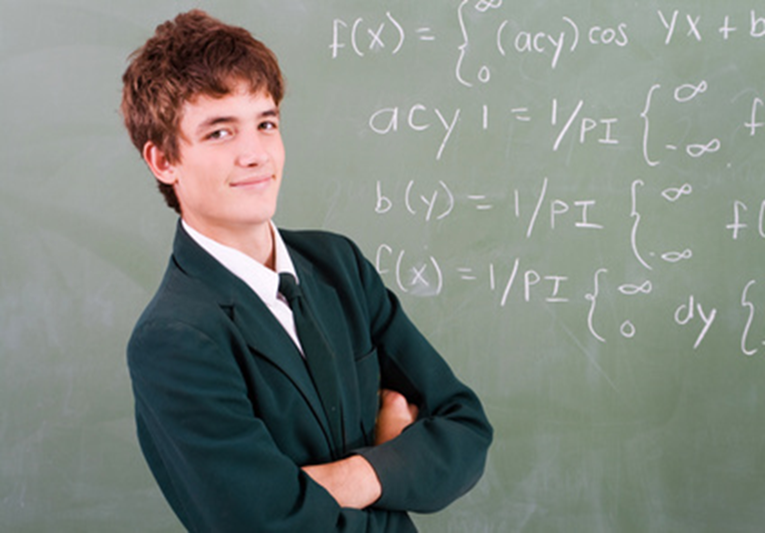 f(x) = { ∞ 0 (acy) cos yx + b
acy 1 = 1/PI { ∞ -∞ f
b(y) = 1/PI { ∞ -∞ f(
f(x) = 1/PI { ∞ 0 dy {